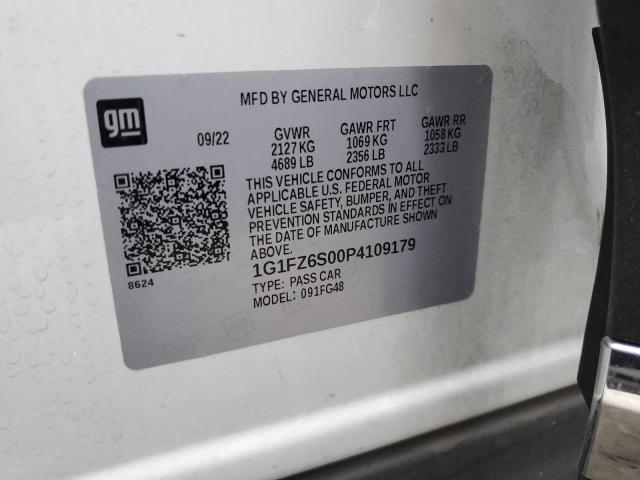 MFD BY GENERAL MOTORS LLC
gm
09/22 GVWR GAWR FRT GAWR RR
2127 KG 1069 KG 1058 KG
4689 LB 2356 LB 2333 LB
THIS VEHICLE CONFORMS TO ALL
APPLICABLE U.S. FEDERAL MOTOR
VEHICLE SAFETY, BUMPER, AND THEFT
PREVENTION STANDARDS IN EFFECT ON
THE DATE OF MANUFACTURE SHOWN
ABOVE.
1G1FZ6S00P4109179
8624
TYPE: PASS CAR
MODEL: 091FG48